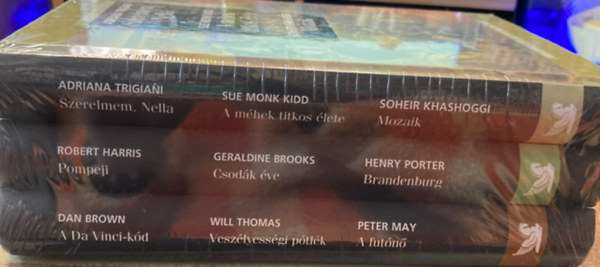 ADRIANA TRIGIANI
Szerelmem, Nella
SUE MONK KIDD
A méhek titkos élete
SOHEIR KHASHOGGI
Mozaik
ROBERT HARRIS
Pompeji
GERALDINE BROOKS
Csodák éve
HENRY PORTER
Brandenburg
DAN BROWN
A Da Vinci-kód
WILL THOMAS
Veszélyességi pótlék
PETER MAY
A futónő